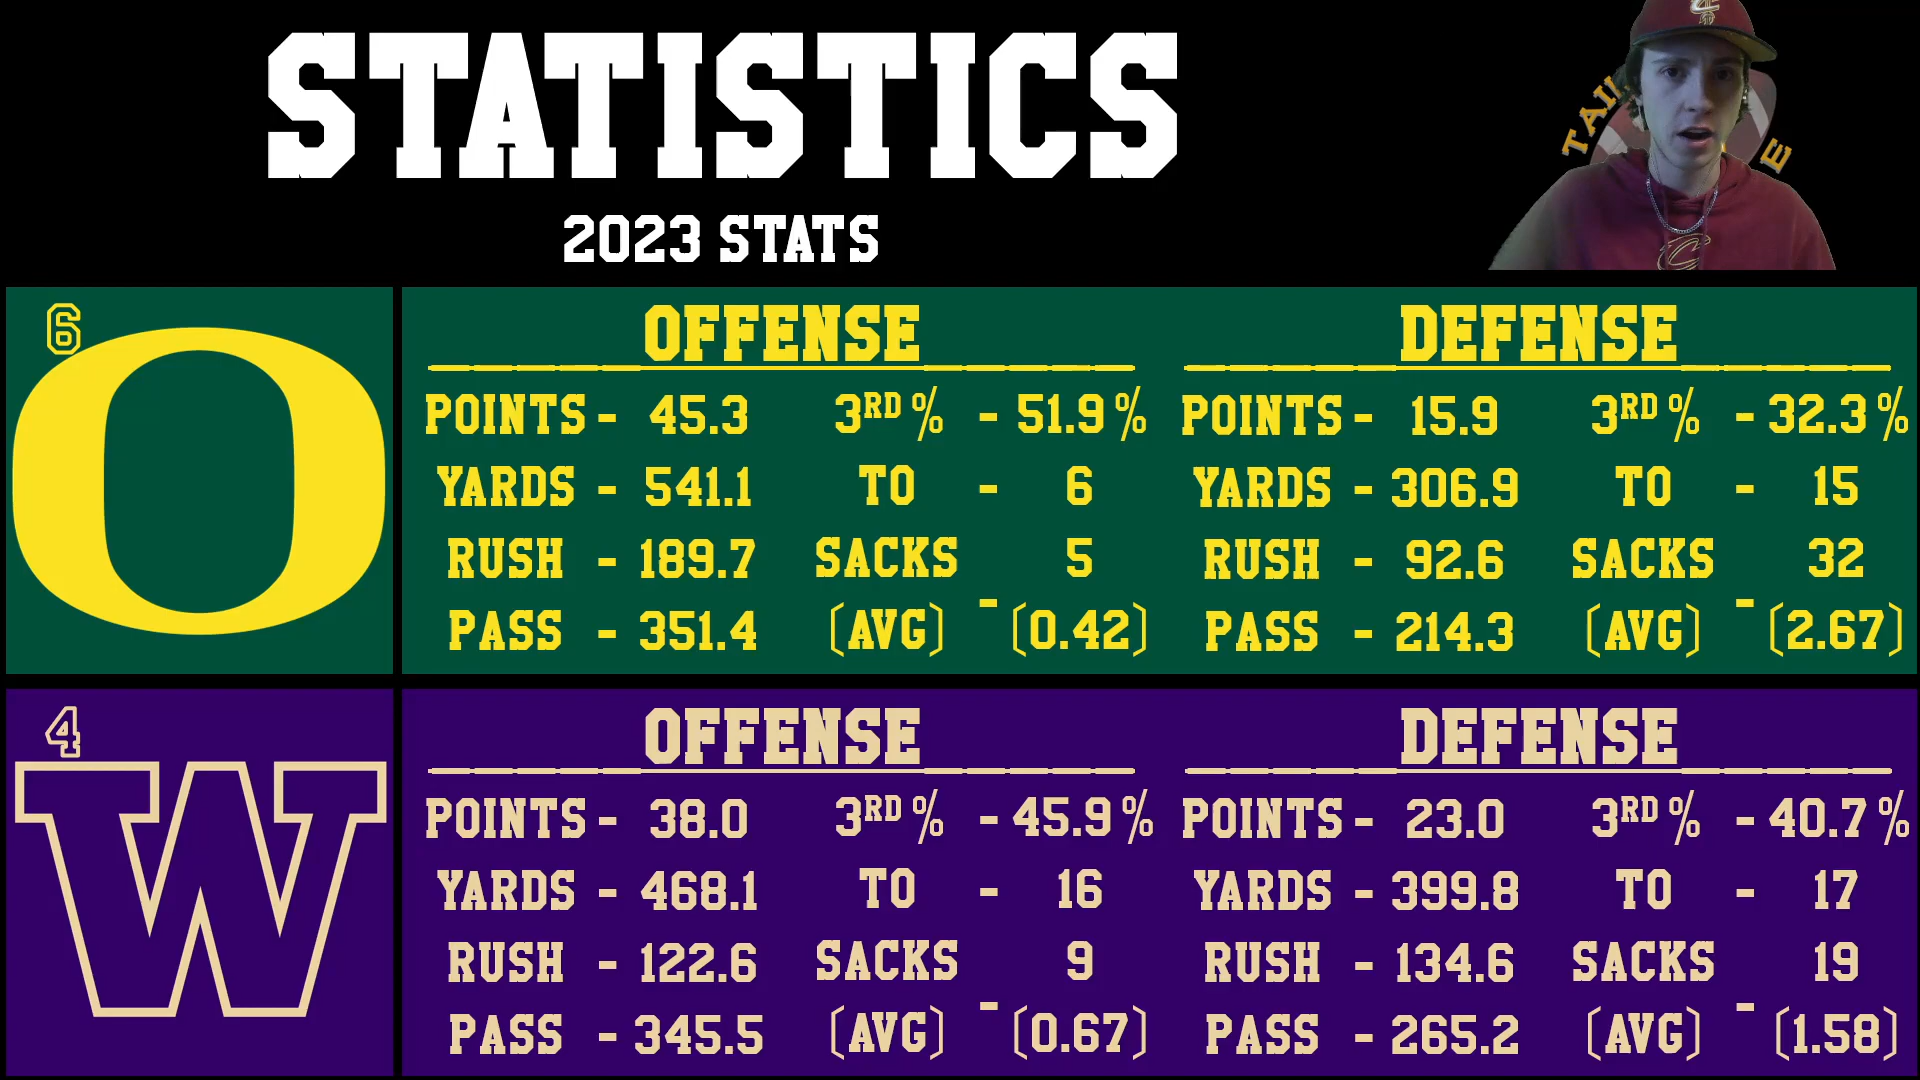 STATISTICS
2023 STATS
TAI
E
6
O
OFFENSE
POINTS - 45.3 3RD % - 51.9 %
YARDS - 541.1 TO - 6
RUSH - 189.7 SACKS 5
PASS - 351.4 (AVG) - (0.42)
DEFENSE
POINTS - 15.9 3RD % - 32.3 %
YARDS - 306.9 TO - 15
RUSH - 92.6 SACKS 32
PASS - 214.3 (AVG) - (2.67)
4
W
OFFENSE
POINTS - 38.0 3RD % - 45.9 %
YARDS - 468.1 TO - 16
RUSH - 122.6 SACKS 9
PASS - 345.5 (AVG) - (0.67)
DEFENSE
POINTS - 23.0 3RD % - 40.7 %
YARDS - 399.8 TO - 17
RUSH - 134.6 SACKS 19
PASS - 265.2 (AVG) - (1.58)